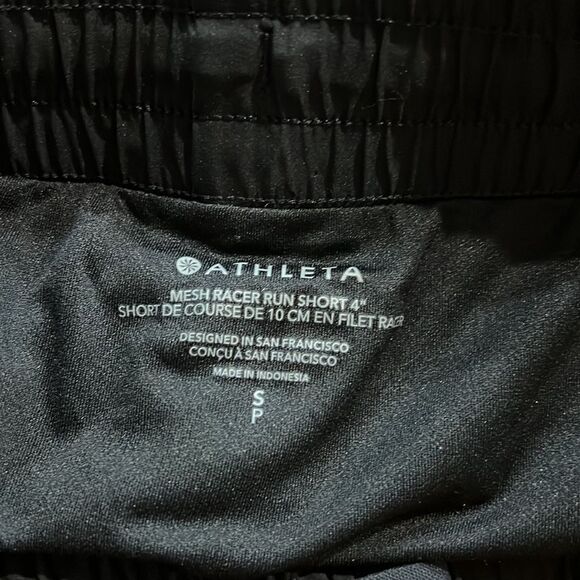 ATHLETA
MESH RACER RUN SHORT 4"
SHORT DE COURSE DE 10 CM EN FILET RACER
DESIGNED IN SAN FRANCISCO
CONÇU À SAN FRANCISCO
MADE IN INDONESIA
S
P